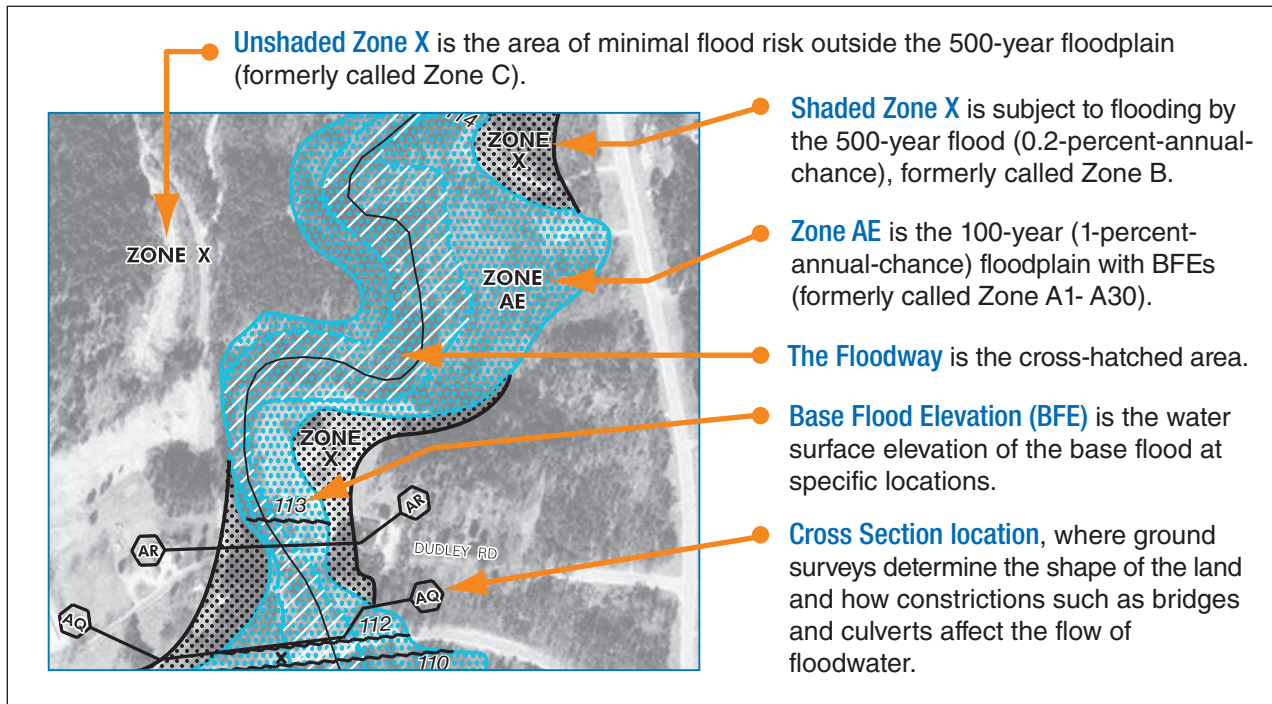 Unshaded Zone X is the area of minimal flood risk outside the 500-year floodplain
(formerly called Zone C).
Shaded Zone X is subject to flooding by
the 500-year flood (0.2-percent-annual-
chance), formerly called Zone B.
Zone AE is the 100-year (1-percent-
annual-chance) floodplain with BFEs
(formerly called Zone A1- A30).
The Floodway is the cross-hatched area.
Base Flood Elevation (BFE) is the water
surface elevation of the base flood at
specific locations.
Cross Section location, where ground
surveys determine the shape of the land
and how constrictions such as bridges
and culverts affect the flow of
floodwater.
114
ZONE
X
ZONE X
ZONE
AE
ZONE
X
113
AR
AR
DUDLEY RD
AQ
AQ
112
X
110